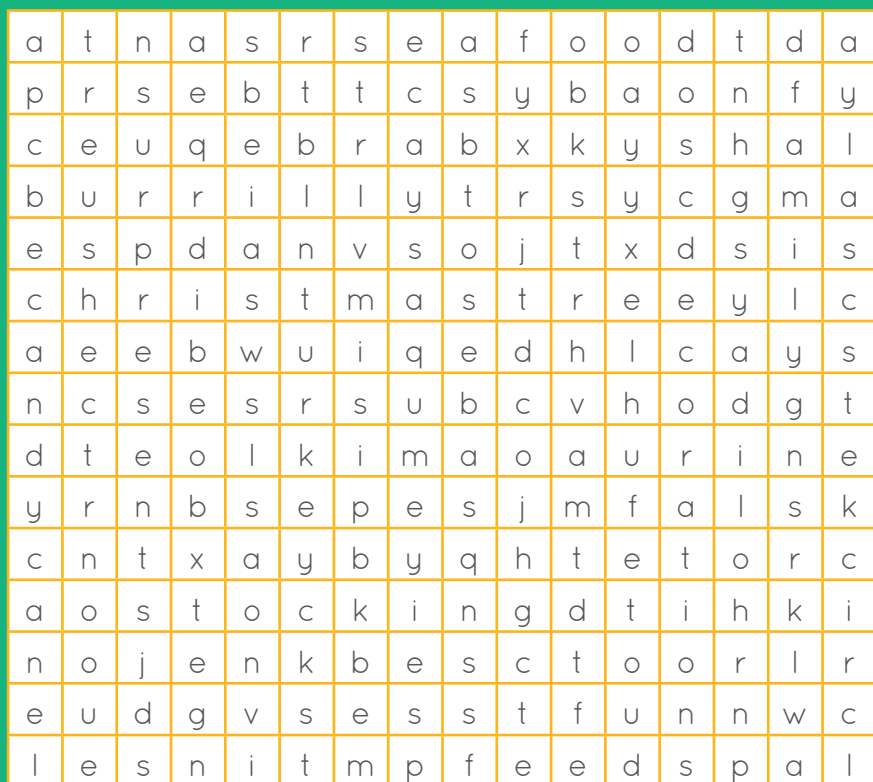 a t n a s r s e a f o o d t d a
p r s e b t t c s y b a o n f y
c e u q e b r a b x k y s h a l
b u r r i l l y t r s y c g m a
e s p d a n v s o j t x d s i s
c h r i s t m a s t r e e y l c
a e e b w u i q e d h l c a y s
n c s e s r s u b c v h o d g t
d t e o l k i m a o a u r i n e
y r n b s e p e s j m f a l s k
c n t x a y b y q h t e t o r c
a o s t o c k i n g d t i h k i
n o j e n k b e s c t o o r l r
e u d g v s e s s t f u n n w c
l e s n i t m p f e e d s p a l